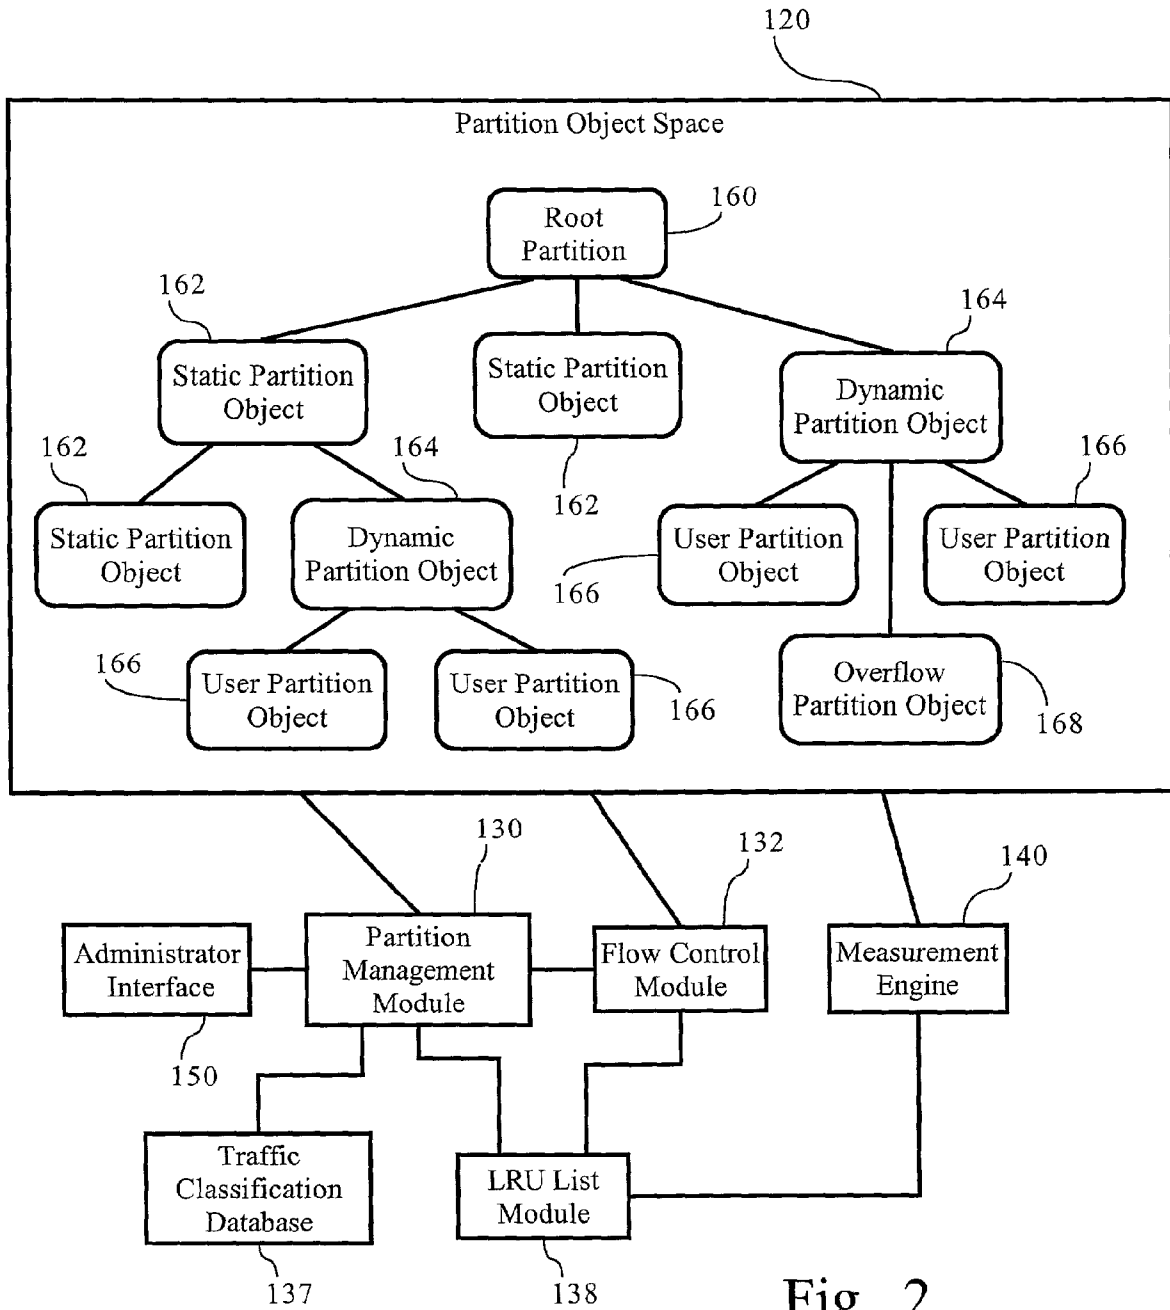 120
Partition Object Space
160
Root
Partition
162
164
Static Partition
Object
Static Partition
Object
Dynamic
Partition Object
162
164
162
166
Static Partition
Object
Dynamic
Partition Object
User Partition
Object
User Partition
Object
166
166
User Partition
Object
User Partition
Object
166
Overflow
Partition Object
168
130
132
140
Administrator
Interface
Partition
Management
Module
Flow Control
Module
Measurement
Engine
150
Traffic
Classification
Database
LRU List
Module
137
138
Fig. 2